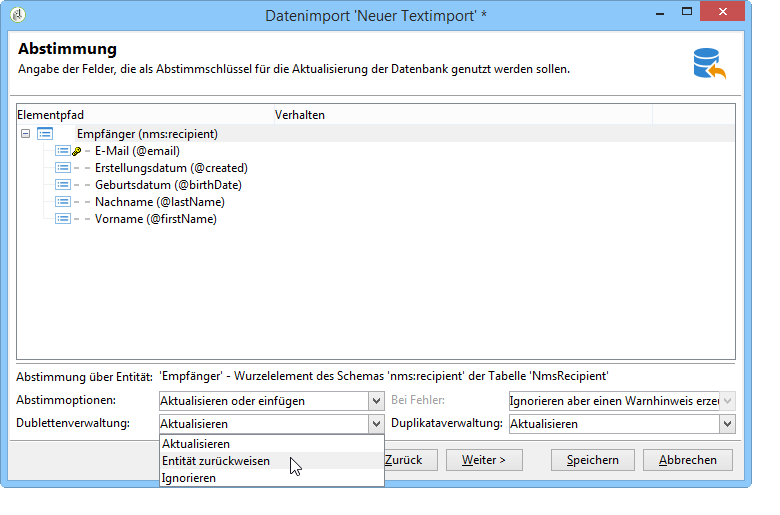 Datenimport 'Neuer Textimport' *
Abstimmung
Angabe der Felder, die als Abstimmschlüssel für die Aktualisierung der Datenbank genutzt werden sollen.
Elementpfad Verhalten
Empfänger (nms:recipient)
E-Mail (@email)
Erstellungsdatum (@created)
Geburtsdatum (@birthDate)
Nachname (@lastName)
Vorname (@firstName)
Abstimmung über Entität: 'Empfänger' - Wurzelelement des Schemas 'nms:recipient' der Tabelle 'NmsRecipient'
Abstimmoptionen: Aktualisieren oder einfügen Bei Fehler: Ignorieren aber einen Warnhinweis erzeu
Dublettenverwaltung: Aktualisieren Duplikataverwaltung: Aktualisieren
Aktualisieren
Entität zurückweisen
Ignorieren
Zurück Weiter > Speichern Abbrechen